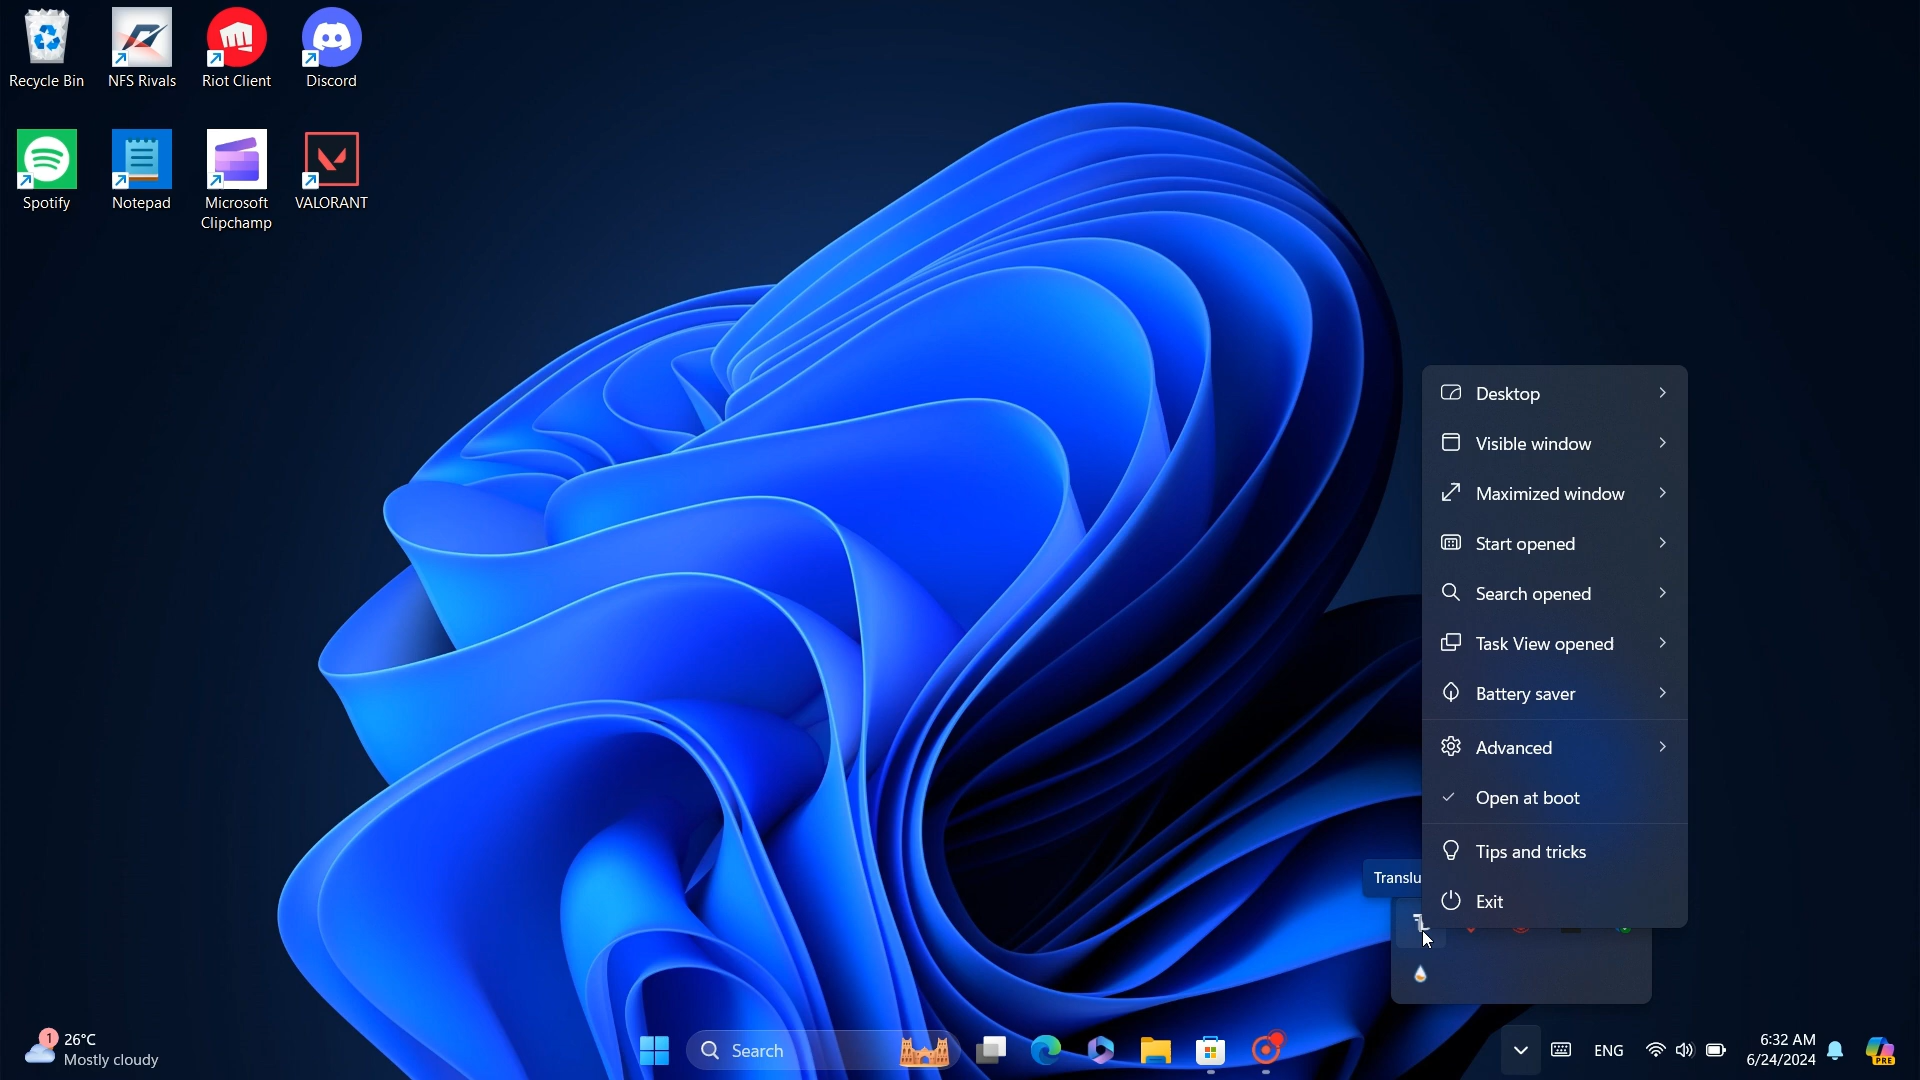 Recycle Bin
NFS Rivals
Riot Client
Discord
Spotify
Notepad
Microsoft
Clipchamp
VALORANT
Desktop
Visible window
Maximized window
Start opened
Search opened
Task View opened
Battery saver
Advanced
Open at boot
Tips and tricks
Exit
Translu
1
26°C
Mostly cloudy
Search
ENG
6:32 AM
6/24/2024
PRE